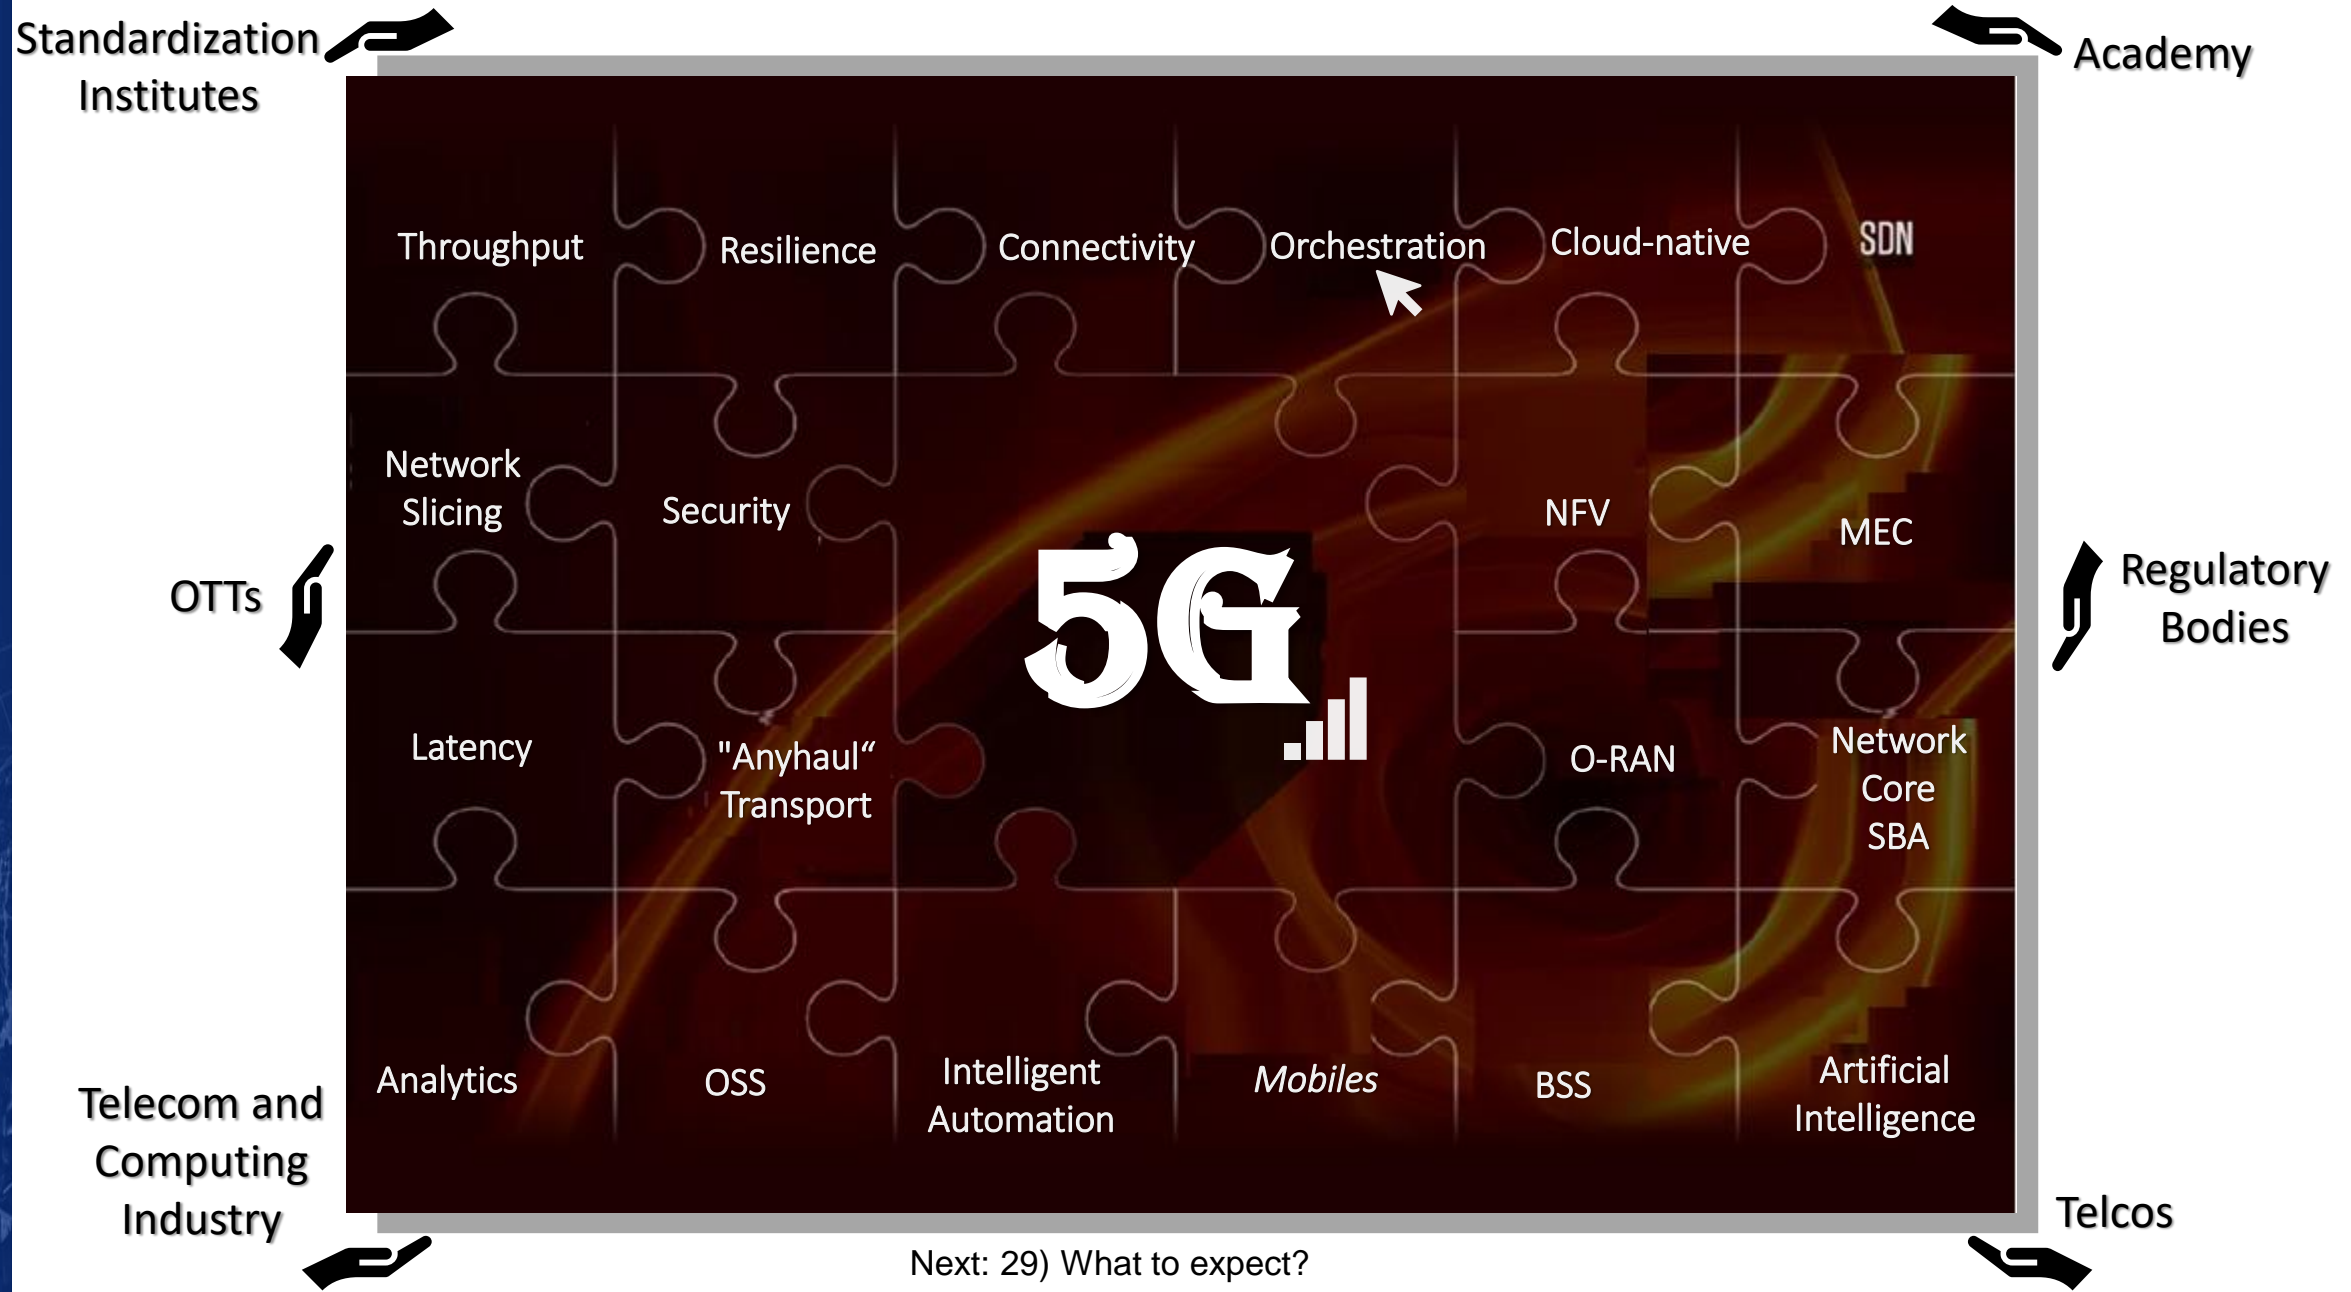 Standardization
Institutes
Academy
Throughput
Resilience
Connectivity
Orchestration
Cloud-native
SDN
Network
Slicing
Security
NFV
MEC
OTTs
5G
Regulatory
Bodies
Latency
"Anyhaul“
Transport
O-RAN
Network
Core
SBA
Analytics
OSS
Intelligent
Automation
Mobiles
BSS
Artificial
Intelligence
Telecom and
Computing
Industry
Telcos
Next: 29) What to expect?